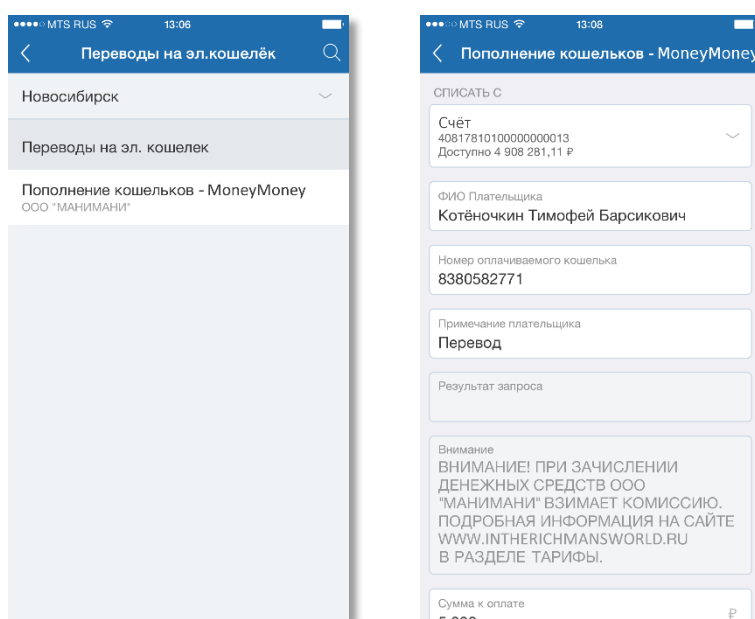 MTS RUS 13:06
Переводы на эл.кошелёк
Новосибирск
Переводы на эл. кошелек
Пополнение кошельков - MoneyMoney
ООО "МАНИМАНИ"
MTS RUS 13:08
Пополнение кошельков - MoneyMoney
СПИСАТЬ С
Счёт
40817810100000000013
Доступно 4 908 281,11 ₽
ФИО Плательщика
Котёночкин Тимофей Барсикович
Номер оплачиваемого кошелька
8380582771
Примечание плательщика
Перевод
Результат запроса
Внимание
ВНИМАНИЕ! ПРИ ЗАЧИСЛЕНИИ
ДЕНЕЖНЫХ СРЕДСТВ ООО
"МАНИМАНИ" ВЗИМАЕТ КОМИССИЮ.
ПОДРОБНАЯ ИНФОРМАЦИЯ НА САЙТЕ
WWW.INTHERICHMANSWORLD.RU
В РАЗДЕЛЕ ТАРИФЫ.
Сумма к оплате
₽